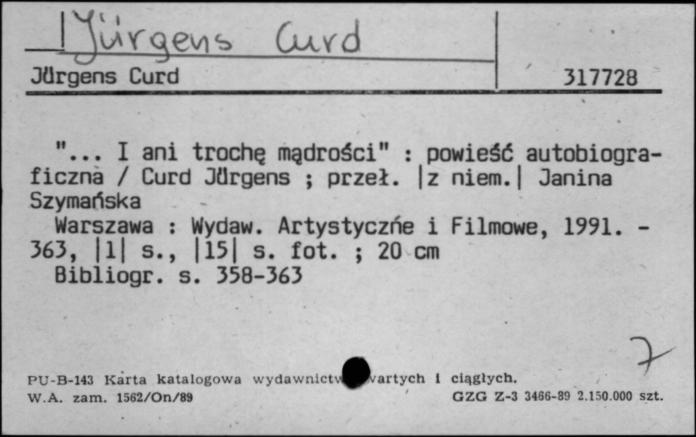 Jürgens Curd
Jürgens Curd 317728
"... I ani trochę mądrości" : powieść autobiogra-
ficzna / Curd Jürgens ; przeł. |z niem.| Janina
Szymańska
Warszawa : Wydaw. Artystyczne i Filmowe, 1991. -
363, |1| s., |15| s. fot. ; 20 cm
Bibliogr. s. 358-363
7
PU-B-143 Karta katalogowa wydawnictw wartych i ciągłych.
W.A. zam. 1562/On/89 GZG Z-3 3466-89 2.150.000 szt.